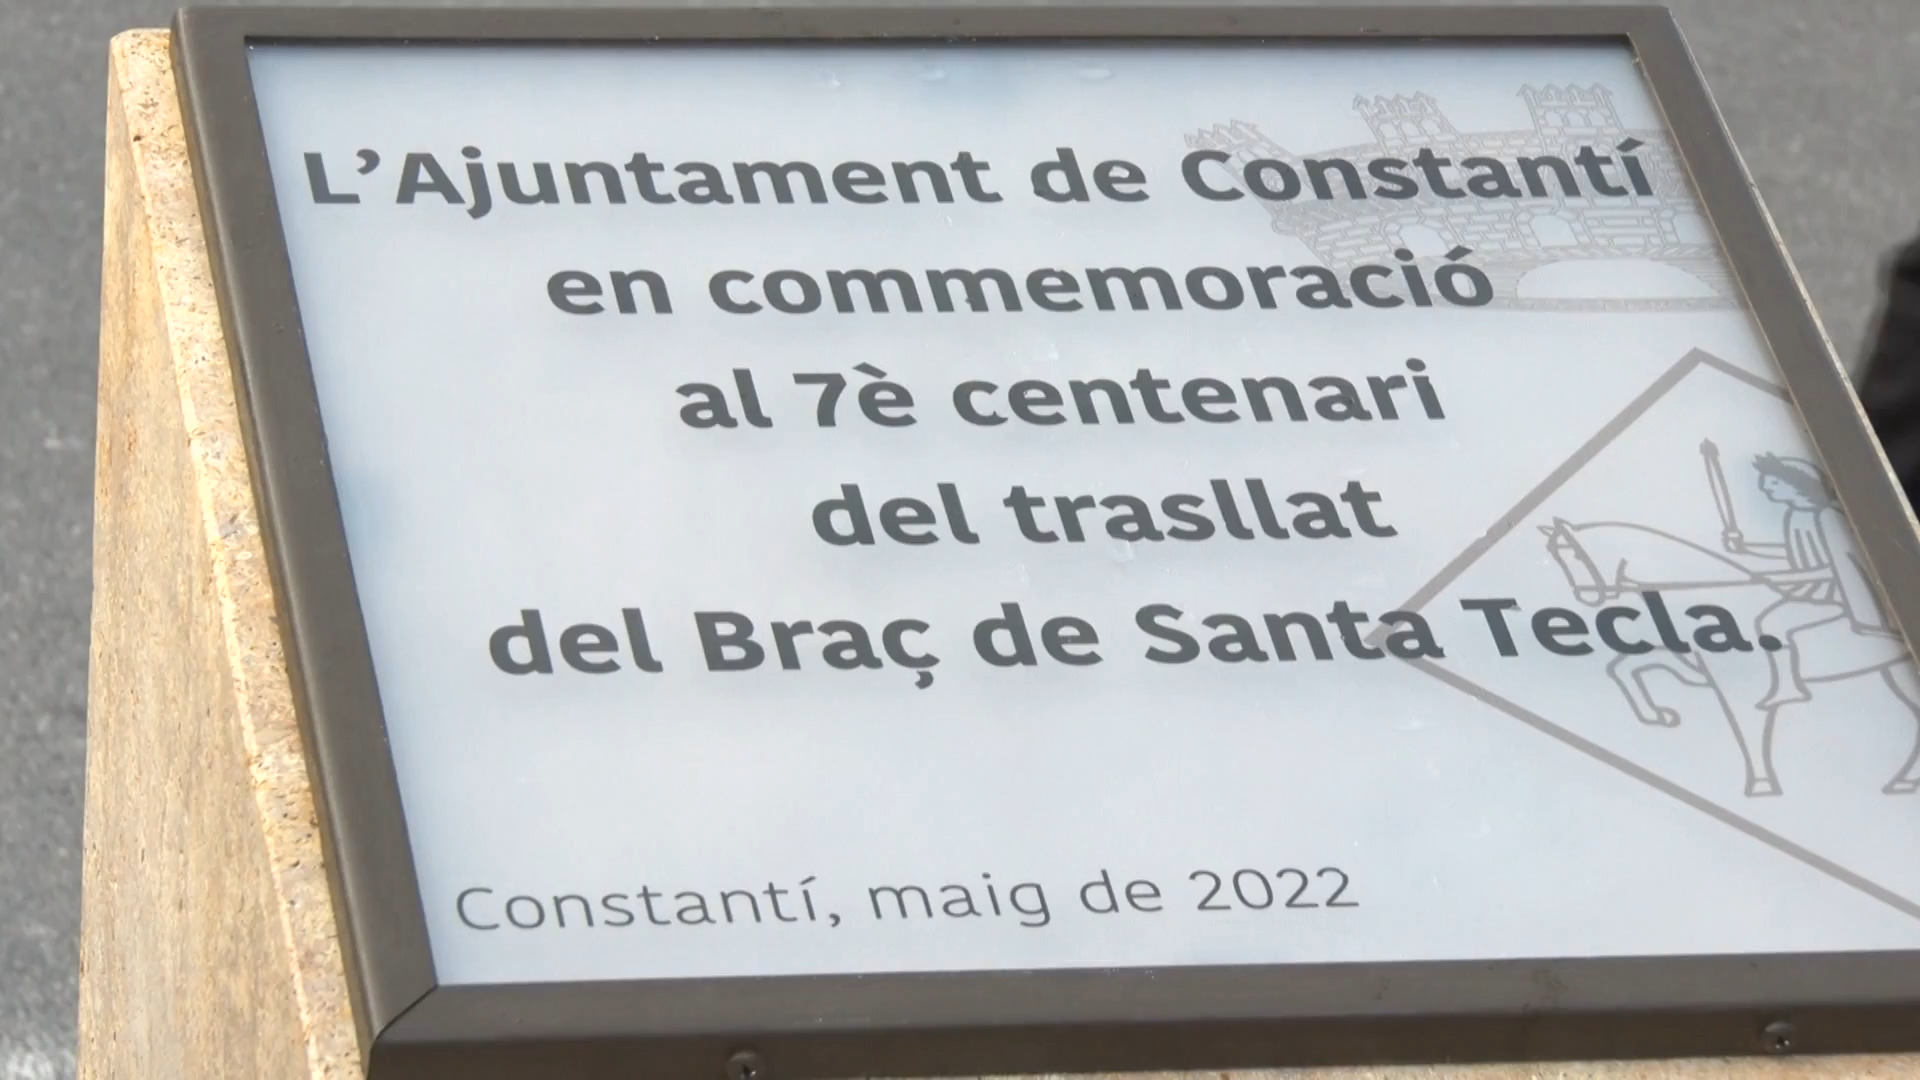 L’Ajuntament de Constantí
en commemoració
al 7è centenari
del trasllat
del Braç de Santa Tecla.
Constantí, maig de 2022